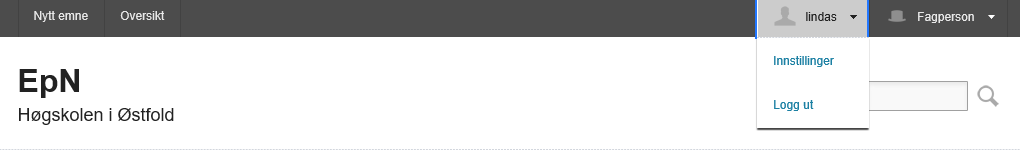 Nytt emne Oversikt lindas Fagperson
Innstillinger
EpN
Høgskolen i Østfold
Logg ut